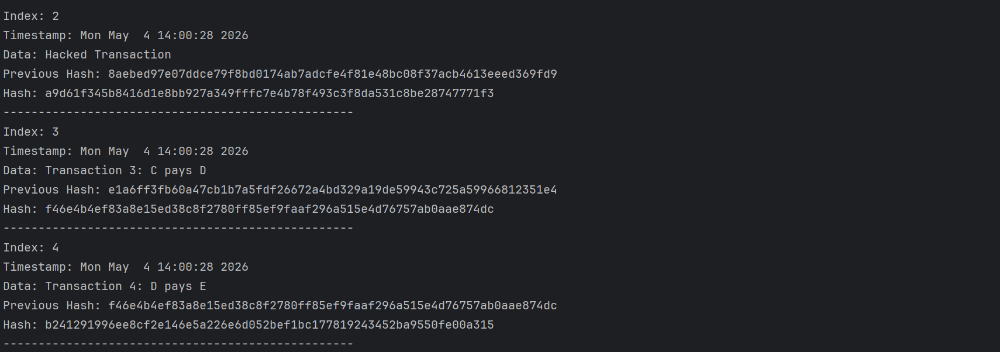 Index: 2
Timestamp: Mon May  4 14:00:28 2026
Data: Hacked Transaction
Previous Hash: 8aebed97e07ddce79f8bd0174ab7adcfe4f81e48bc08f37acb4613eeed369fd9
Hash: a9d61f345b8416d1e8bb927a349fffc7e4b78f493c3f8da531c8be28747771f3
--------------------------------------------------
Index: 3
Timestamp: Mon May  4 14:00:28 2026
Data: Transaction 3: C pays D
Previous Hash: e1a6ff3fb60a47cb1b7a5fdf26672a4bd329a19de59943c725a59966812351e4
Hash: f46e4b4ef83a8e15ed38c8f2780ff85ef9faaf296a515e4d76757ab0aae874dc
--------------------------------------------------
Index: 4
Timestamp: Mon May  4 14:00:28 2026
Data: Transaction 4: D pays E
Previous Hash: f46e4b4ef83a8e15ed38c8f2780ff85ef9faaf296a515e4d76757ab0aae874dc
Hash: b241291996ee8cf2e146e5a226e6d052bef1bc177819243452ba9550fe00a315
--------------------------------------------------